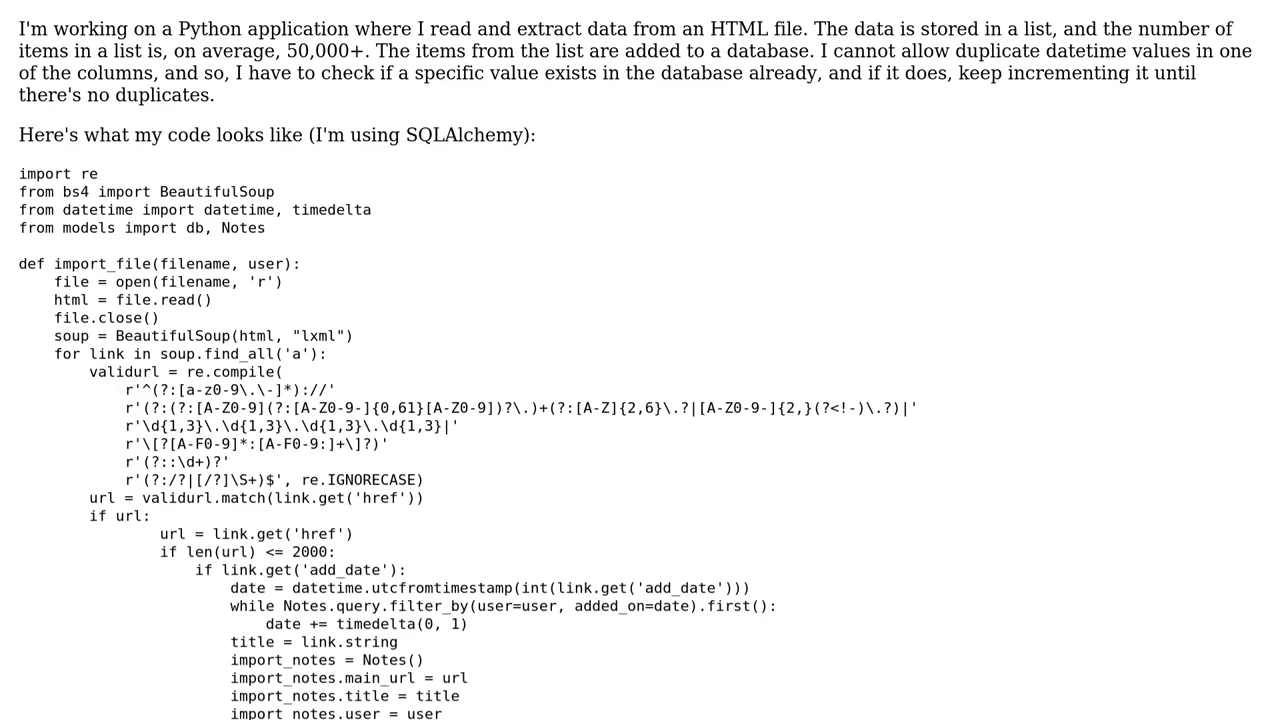 I'm working on a Python application where I read and extract data from an HTML file. The data is stored in a list, and the number of
items in a list is, on average, 50,000+. The items from the list are added to a database. I cannot allow duplicate datetime values in one
of the columns, and so, I have to check if a specific value exists in the database already, and if it does, keep incrementing it until
there's no duplicates.
Here's what my code looks like (I'm using SQLAlchemy):
import re
from bs4 import BeautifulSoup
from datetime import datetime, timedelta
from models import db, Notes
def import_file(filename, user):
    file = open(filename, 'r')
    html = file.read()
    file.close()
    soup = BeautifulSoup(html, "lxml")
    for link in soup.find_all('a'):
        validurl = re.compile(
            r'^(?:[a-z0-9\.\-]*)://'
            r'(?:(?:[A-Z0-9](?:[A-Z0-9-]{0,61}[A-Z0-9])?\.)+(?:[A-Z]{2,6}\.?|[A-Z0-9-]{2,}(?<!-)\.?)|'
            r'\d{1,3}\.\d{1,3}\.\d{1,3}\.\d{1,3}|'
            r'\[?[A-F0-9]*:[A-F0-9:]+\]?)'
            r'(?::\d+)?'
            r'(?:/?|[/?]\S+)$', re.IGNORECASE)
        url = validurl.match(link.get('href'))
        if url:
                url = link.get('href')
                if len(url) <= 2000:
                    if link.get('add_date'):
                        date = datetime.utcfromtimestamp(int(link.get('add_date')))
                        while Notes.query.filter_by(user=user, added_on=date).first():
                            date += timedelta(0, 1)
                        title = link.string
                        import_notes = Notes()
                        import_notes.main_url = url
                        import_notes.title = title
                        import_notes.user = user